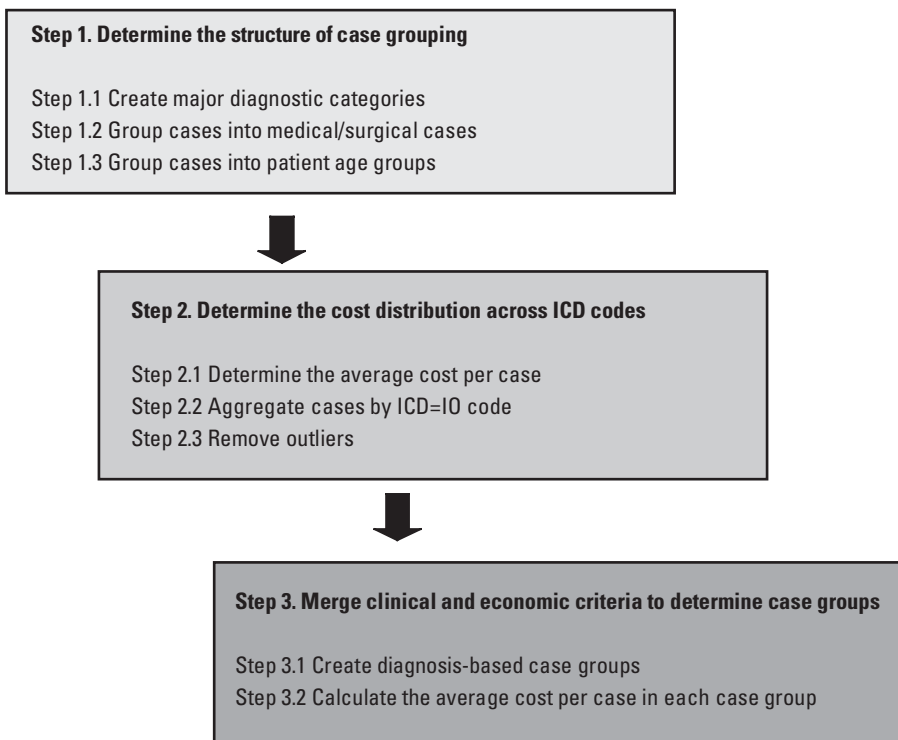 Step 1. Determine the structure of case grouping
Step 1.1 Create major diagnostic categories
Step 1.2 Group cases into medical/surgical cases
Step 1.3 Group cases into patient age groups
Step 2. Determine the cost distribution across ICD codes
Step 2.1 Determine the average cost per case
Step 2.2 Aggregate cases by ICD=IO code
Step 2.3 Remove outliers
Step 3. Merge clinical and economic criteria to determine case groups
Step 3.1 Create diagnosis-based case groups
Step 3.2 Calculate the average cost per case in each case group